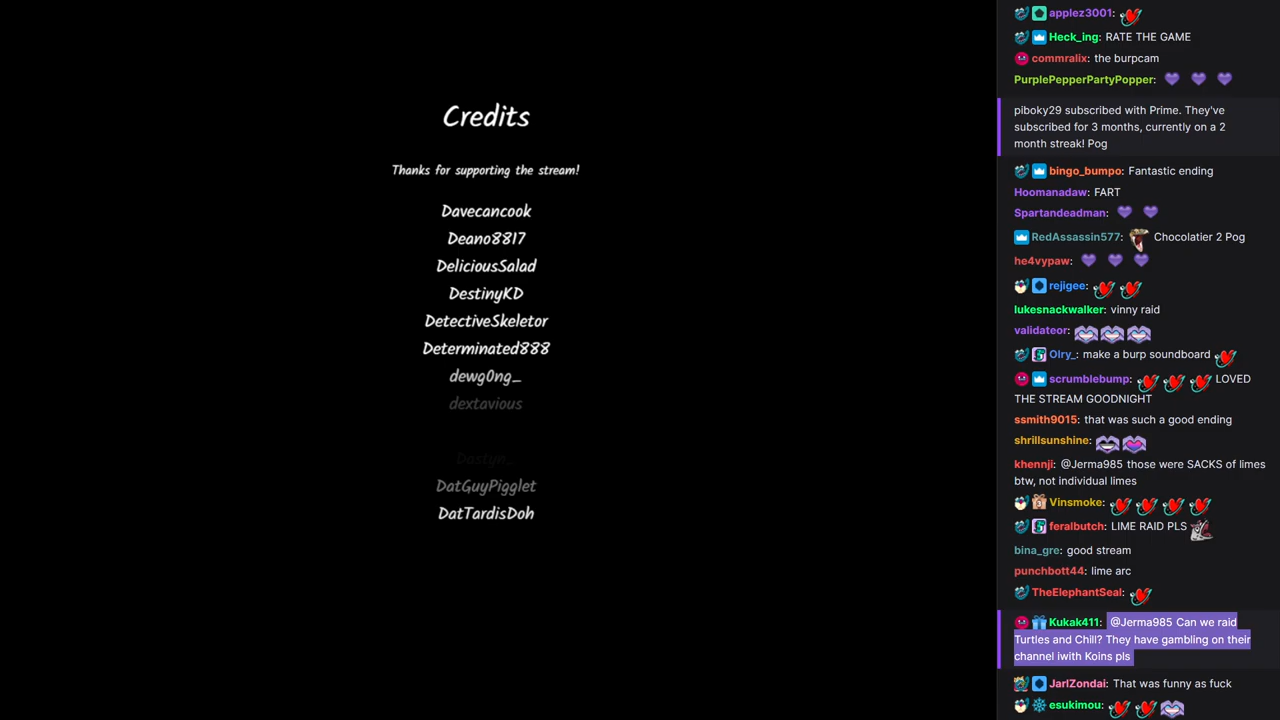 Credits
Thanks for supporting the stream!
Davecancook
Deano8817
DeliciousSalad
DestinyKD
DetectiveSkeletor
Determinated888
dewg0ng_
dextavious
Dastyn_
DatGuyPigglet
DatTardisDoh
applez3001:
Heck_ing: RATE THE GAME
commralix: the burpcam
PurplePepperPartyPopper:
piboky29 subscribed with Prime. They've
subscribed for 3 months, currently on a 2
month streak! Pog
bingo_bumpo: Fantastic ending
Hoomanadaw: FART
Spartandeadman:
RedAssassin577: Chocolatier 2 Pog
he4vypaw:
rejigee:
lukesnackwalker: vinny raid
validateor:
Olry_: make a burp soundboard
scrumblebump: LOVED
THE STREAM GOODNIGHT
ssmith9015: that was such a good ending
shrillsunshine:
khennji: @Jerma985 those were SACKS of limes
btw, not individual limes
Vinsmoke:
feralbutch: LIME RAID PLS
bina_gre: good stream
punchbott44: lime arc
TheElephantSeal:
Kukak411: @Jerma985 Can we raid
Turtles and Chill? They have gambling on their
channel iwith Koins pls
JarlZondai: That was funny as fuck
esukimou: